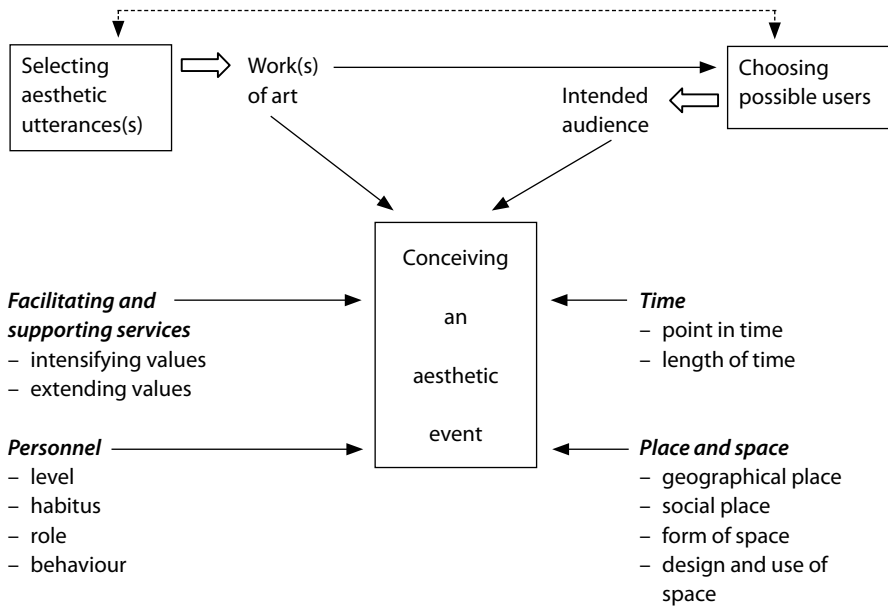 Selecting
aesthetic
utterances(s)
Work(s)
of art
Intended
audience
Choosing
possible users
Conceiving
an
aesthetic
event
Facilitating and
supporting services
– intensifying values
– extending values
Personnel
– level
– habitus
– role
– behaviour
Time
– point in time
– length of time
Place and space
– geographical place
– social place
– form of space
– design and use of
space